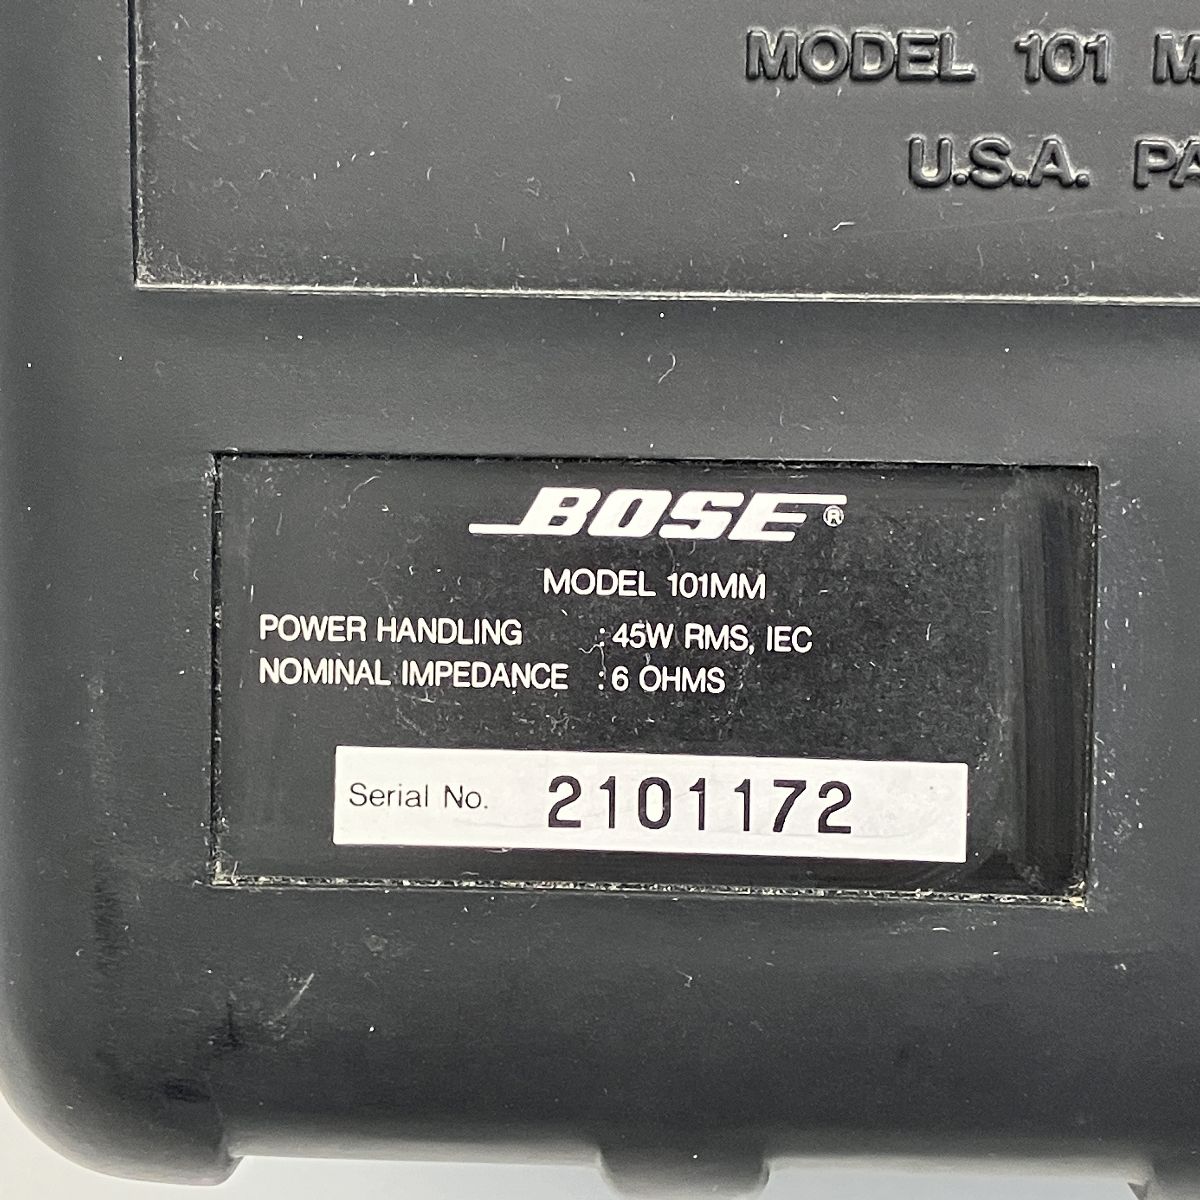 MODEL 101 M
U.S.A. PA
BOSE®
MODEL 101MM
POWER HANDLING : 45W RMS, IEC
NOMINAL IMPEDANCE : 6 OHMS
Serial No. 2101172